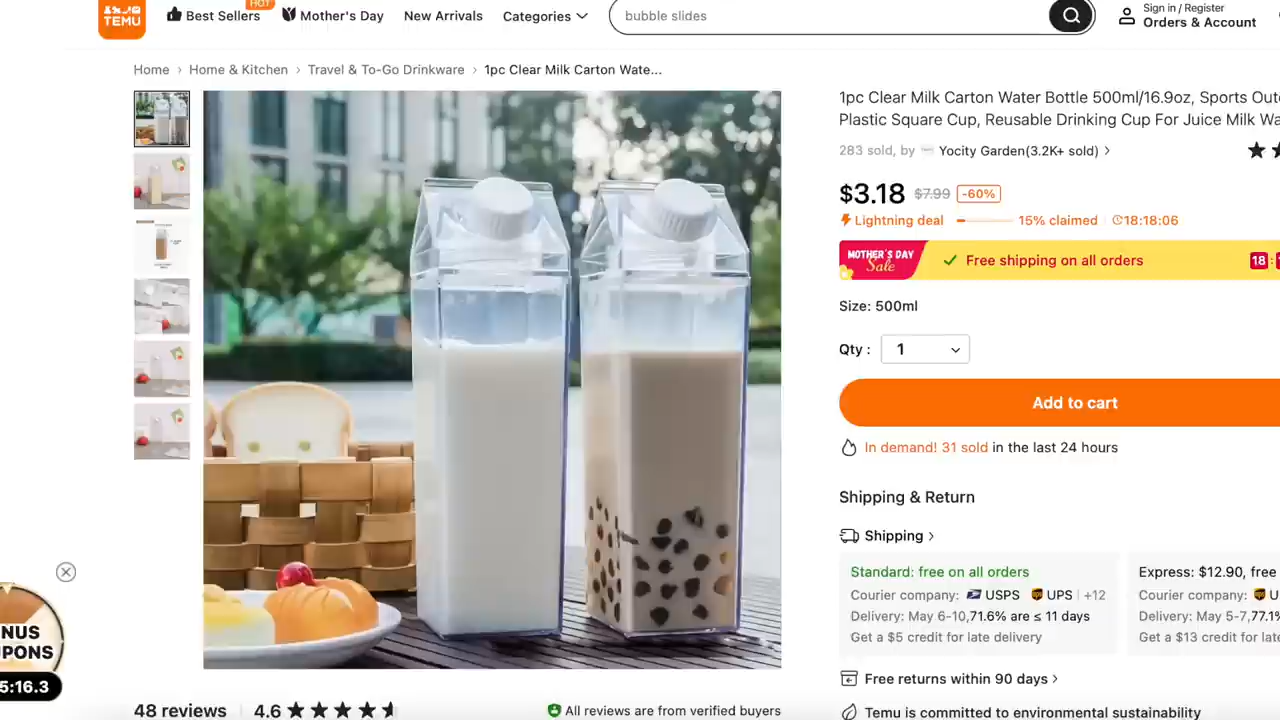 TEMU
Best Sellers
HOT
Mother's Day
New Arrivals
Categories
bubble slides
Sign in / Register
Orders & Account
Home › Home & Kitchen › Travel & To-Go Drinkware › 1pc Clear Milk Carton Wate...
1pc Clear Milk Carton Water Bottle 500ml/16.9oz, Sports Out
Plastic Square Cup, Reusable Drinking Cup For Juice Milk Wa
283 sold, by Yocity Garden(3.2K+ sold) ›
$3.18 $7.99 -60%
Lightning deal 15% claimed 18:18:06
MOTHER'S DAY
Sale
Free shipping on all orders
18 :
Size: 500ml
Qty : 1
Add to cart
In demand! 31 sold in the last 24 hours
Shipping & Return
Shipping ›
Standard: free on all orders
Courier company: USPS UPS +12
Delivery: May 6-10,71.6% are ≤ 11 days
Get a $5 credit for late delivery
Express: $12.90, free
Courier company: U
Delivery: May 5-7,77.1
Get a $13 credit for lat
Free returns within 90 days ›
Temu is committed to environmental sustainability
NUS
PONS
5:16.3
48 reviews 4.6
All reviews are from verified buyers